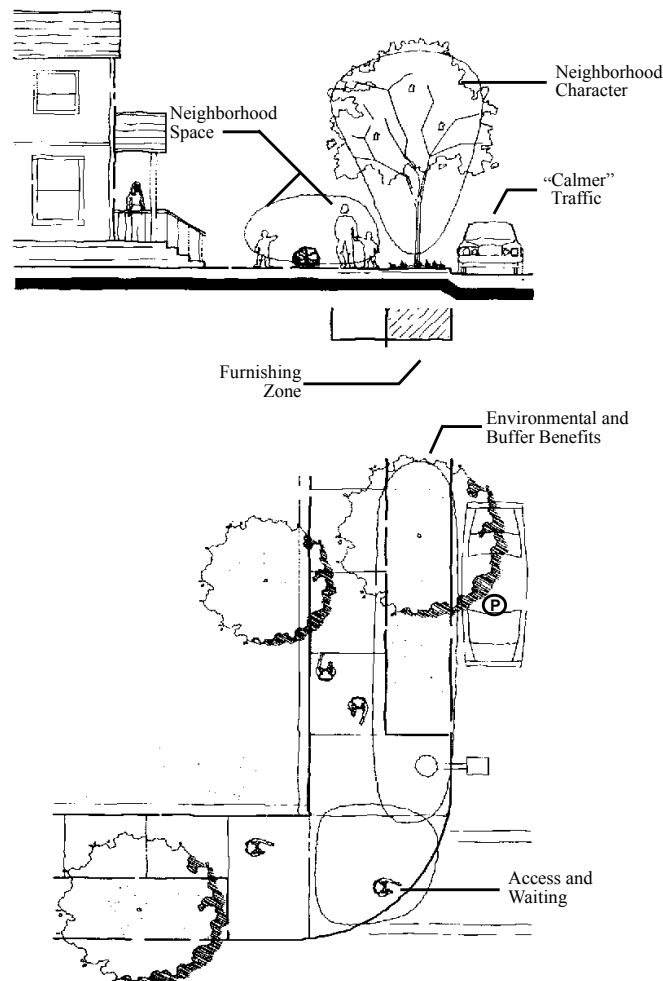 Neighborhood
Character
Neighborhood
Space
“Calmer”
Traffic
Furnishing
Zone
Environmental and
Buffer Benefits
P
Access and
Waiting